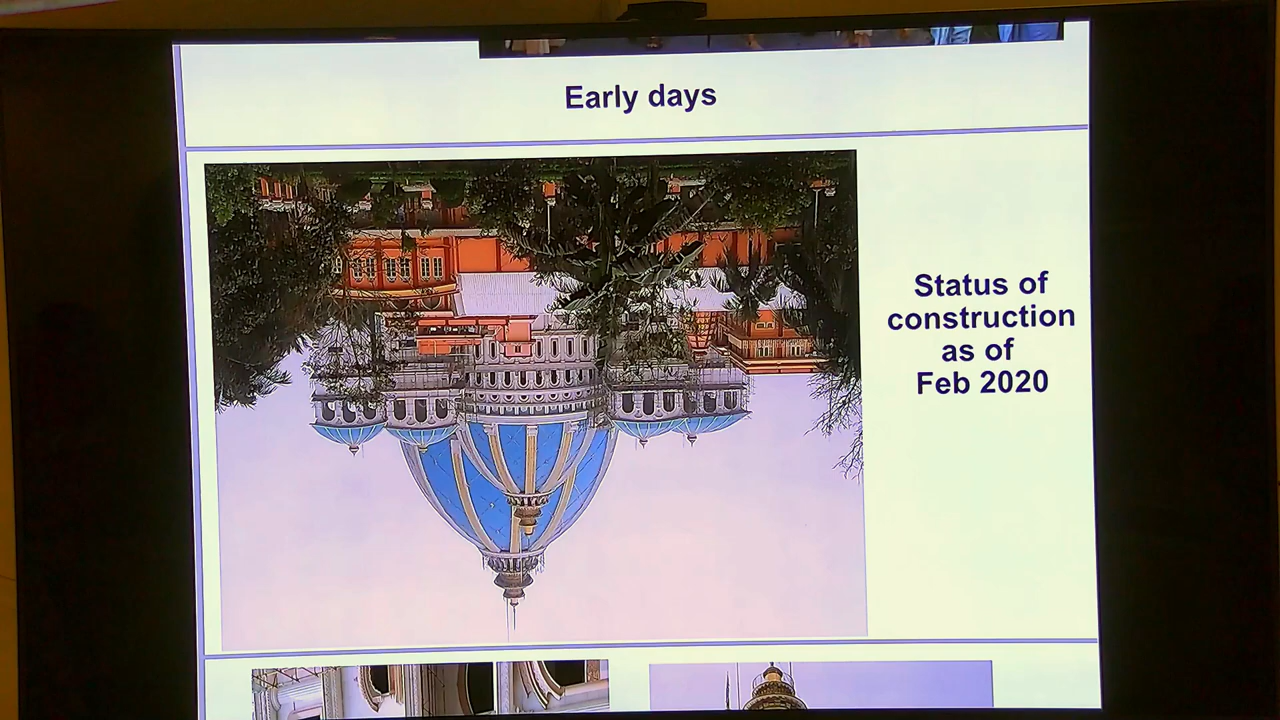 Early days
Status of
construction
as of
Feb 2020